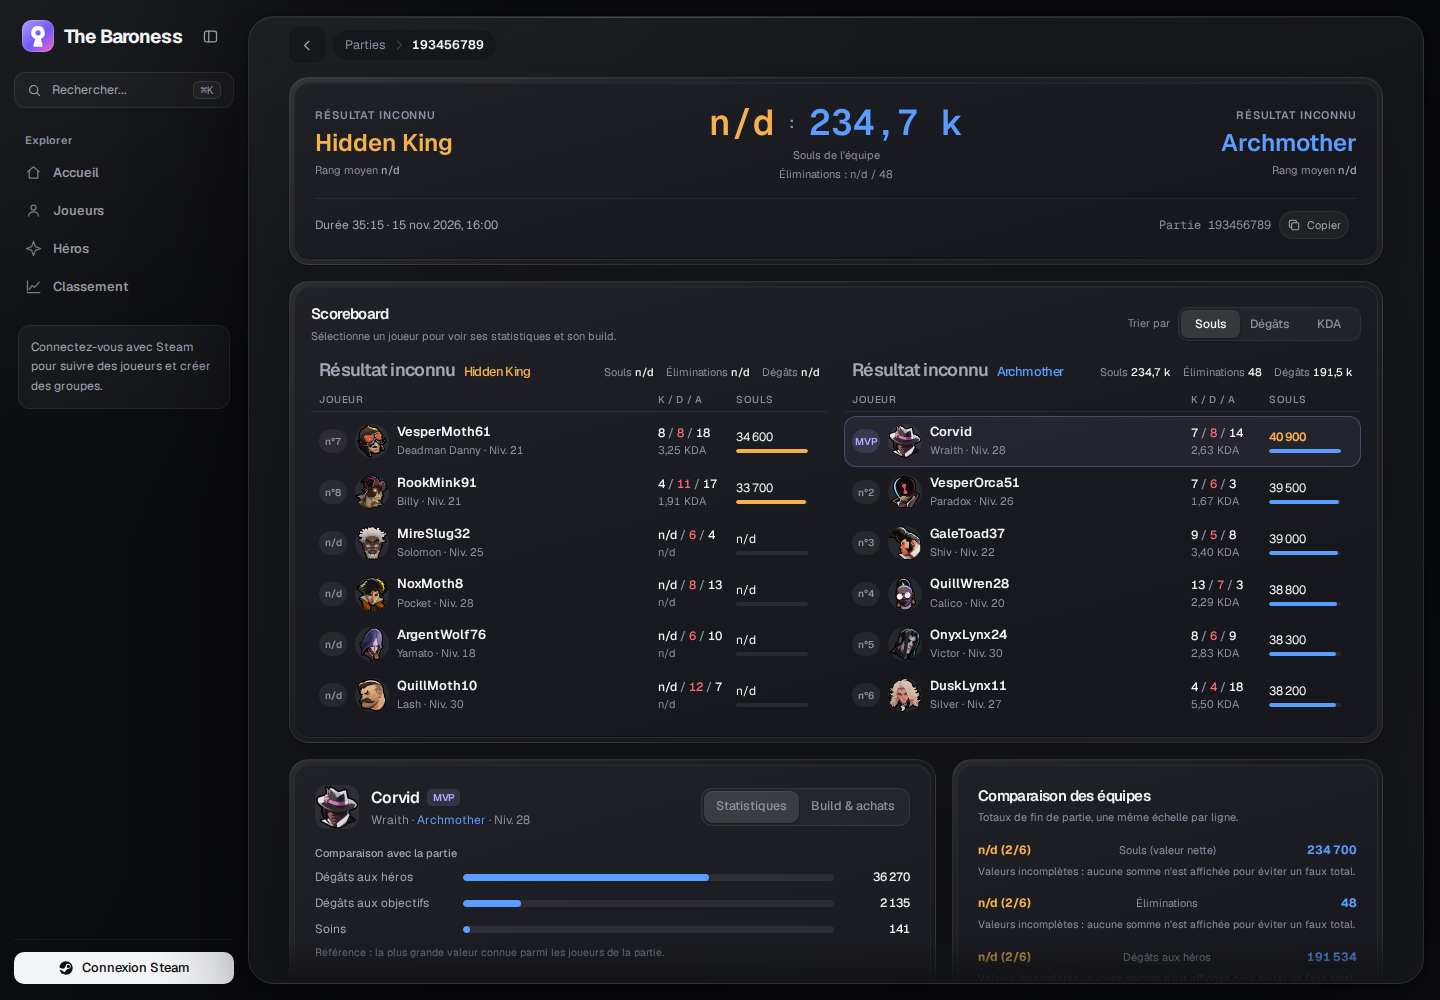 The Baroness
Rechercher...
⌘K
Explorer
Accueil
Joueurs
Héros
Classement
Connectez-vous avec Steam
pour suivre des joueurs et créer
des groupes.
Connexion Steam
Parties
193456789
RÉSULTAT INCONNU
Hidden King
Rang moyen n/d
n/d : 234,7 k
Souls de l'équipe
Éliminations : n/d / 48
RÉSULTAT INCONNU
Archmother
Rang moyen n/d
Durée 35:15 · 15 nov. 2026, 16:00
Partie 193456789
Copier
Scoreboard
Sélectionne un joueur pour voir ses statistiques et son build.
Trier par
Souls
Dégâts
KDA
Résultat inconnu Hidden King
Souls n/d Éliminations n/d Dégâts n/d
JOUEUR K / D / A SOULS
n°7 VesperMoth61 8 / 8 / 18 34 600
Deadman Danny · Niv. 21 3,25 KDA
n°8 RookMink91 4 / 11 / 17 33 700
Billy · Niv. 21 1,91 KDA
n/d MireSlug32 n/d / 6 / 4 n/d
Solomon · Niv. 25 n/d
n/d NoxMoth8 n/d / 8 / 13 n/d
Pocket · Niv. 28 n/d
n/d ArgentWolf76 n/d / 6 / 10 n/d
Yamato · Niv. 18 n/d
n/d QuillMoth10 n/d / 12 / 7 n/d
Lash · Niv. 30 n/d
Résultat inconnu Archmother
Souls 234,7 k Éliminations 48 Dégâts 191,5 k
JOUEUR K / D / A SOULS
MVP Corvid 7 / 8 / 14 40 900
Wraith · Niv. 28 2,63 KDA
n°2 VesperOrca51 7 / 6 / 3 39 500
Paradox · Niv. 26 1,67 KDA
n°3 GaleToad37 9 / 5 / 8 39 000
Shiv · Niv. 22 3,40 KDA
n°4 QuillWren28 13 / 7 / 3 38 800
Calico · Niv. 20 2,29 KDA
n°5 OnyxLynx24 8 / 6 / 9 38 300
Victor · Niv. 30 2,83 KDA
n°6 DuskLynx11 4 / 4 / 18 38 200
Silver · Niv. 27 5,50 KDA
Corvid MVP
Wraith · Archmother · Niv. 28
Statistiques
Build & achats
Comparaison avec la partie
Dégâts aux héros 36 270
Dégâts aux objectifs 2 135
Soins 141
Référence : la plus grande valeur connue parmi les joueurs de la partie.
Comparaison des équipes
Totaux de fin de partie, une même échelle par ligne.
n/d (2/6) Souls (valeur nette) 234 700
Valeurs incomplètes : aucune somme n'est affichée pour éviter un faux total.
n/d (2/6) Éliminations 48
Valeurs incomplètes : aucune somme n'est affichée pour éviter un faux total.
n/d (2/6) Dégâts aux héros 191 534
Valeurs incomplètes : aucune somme n'est affichée pour éviter un faux total.